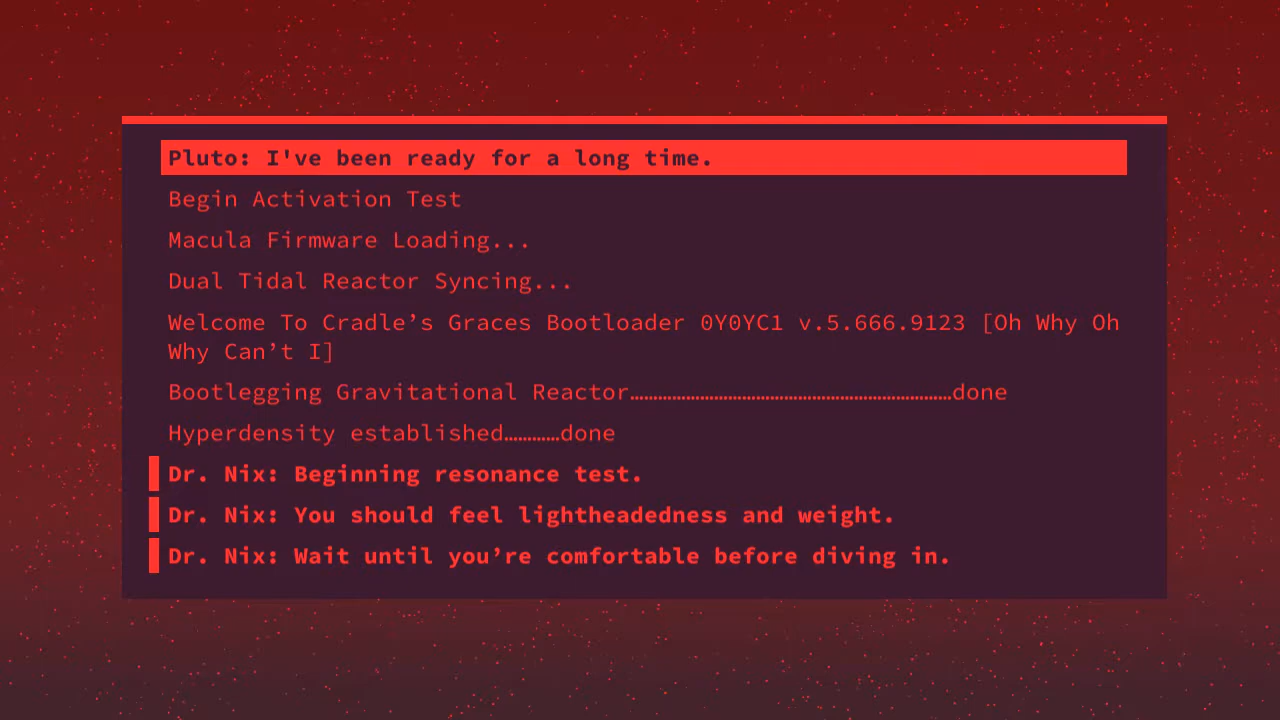 Pluto: I've been ready for a long time.
Begin Activation Test
Macula Firmware Loading...
Dual Tidal Reactor Syncing...
Welcome To Cradle’s Graces Bootloader 0Y0YC1 v.5.666.9123 [Oh Why Oh
Why Can’t I]
Bootlegging Gravitational Reactor…………………………………………………………………done
Hyperdensity established…………done
Dr. Nix: Beginning resonance test.
Dr. Nix: You should feel lightheadedness and weight.
Dr. Nix: Wait until you’re comfortable before diving in.